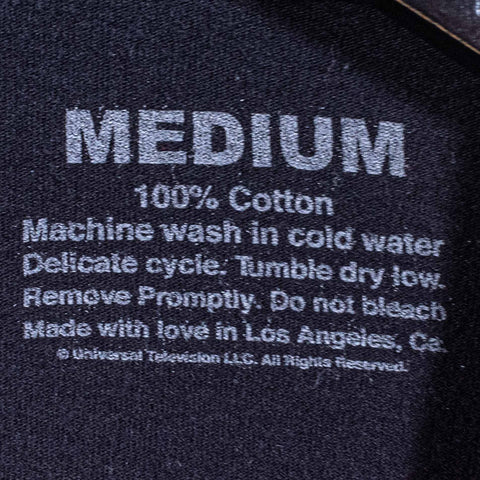 MEDIUM
100% Cotton
Machine wash in cold water
Delicate cycle. Tumble dry low.
Remove Promptly. Do not bleach
Made with love in Los Angeles, Ca.
© Universal Television LLC. All Rights Reserved.